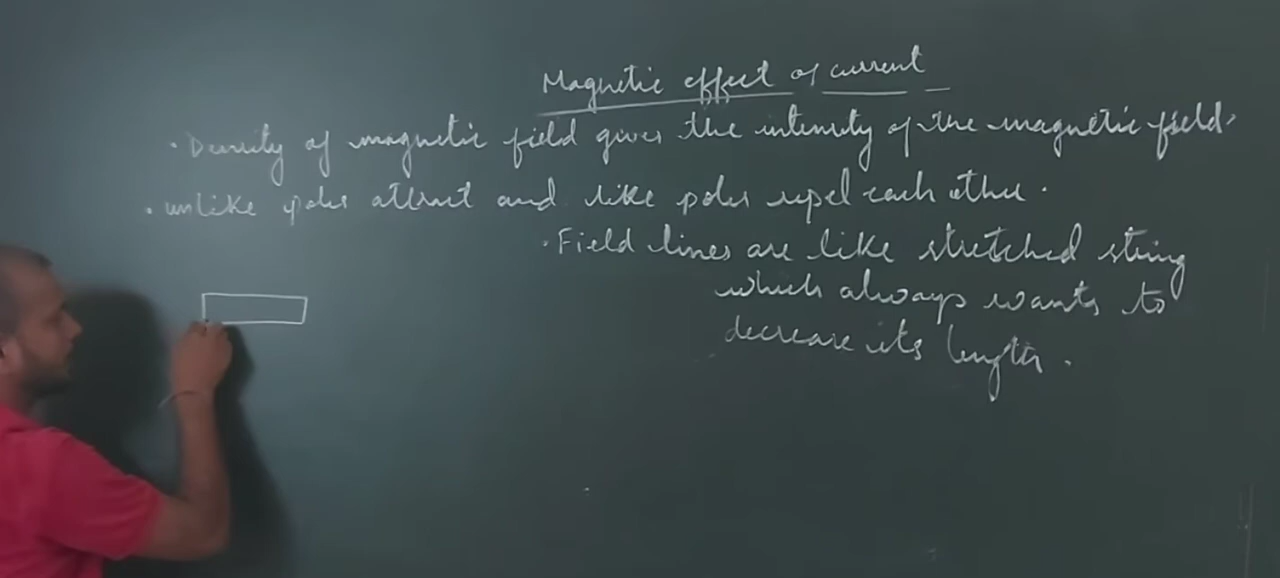 Magnetic effect of current
. Density of magnetic field gives the intensity of the magnetic field.
. unlike poles attract and like poles repel each other.
. Field lines are like stretched string
which always wants to
decrease its length.